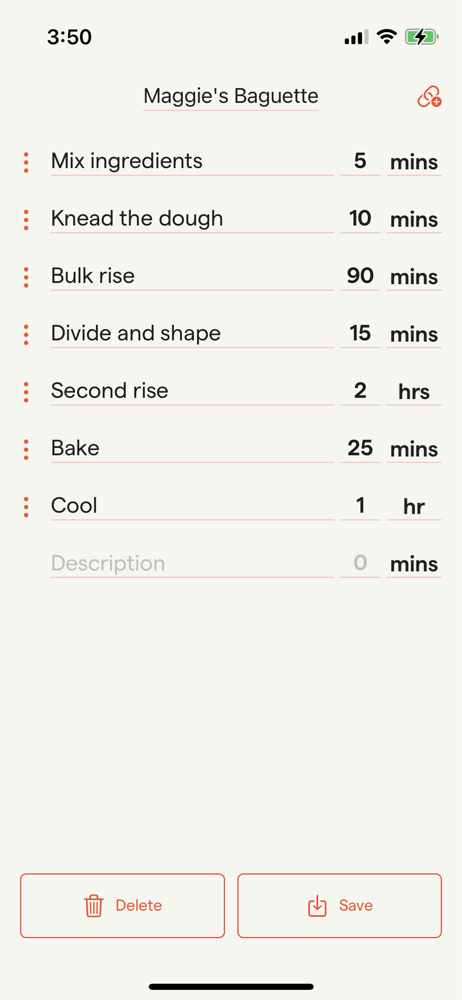 3:50
Maggie's Baguette
Mix ingredients 5 mins
Knead the dough 10 mins
Bulk rise 90 mins
Divide and shape 15 mins
Second rise 2 hrs
Bake 25 mins
Cool 1 hr
Description 0 mins
Delete Save